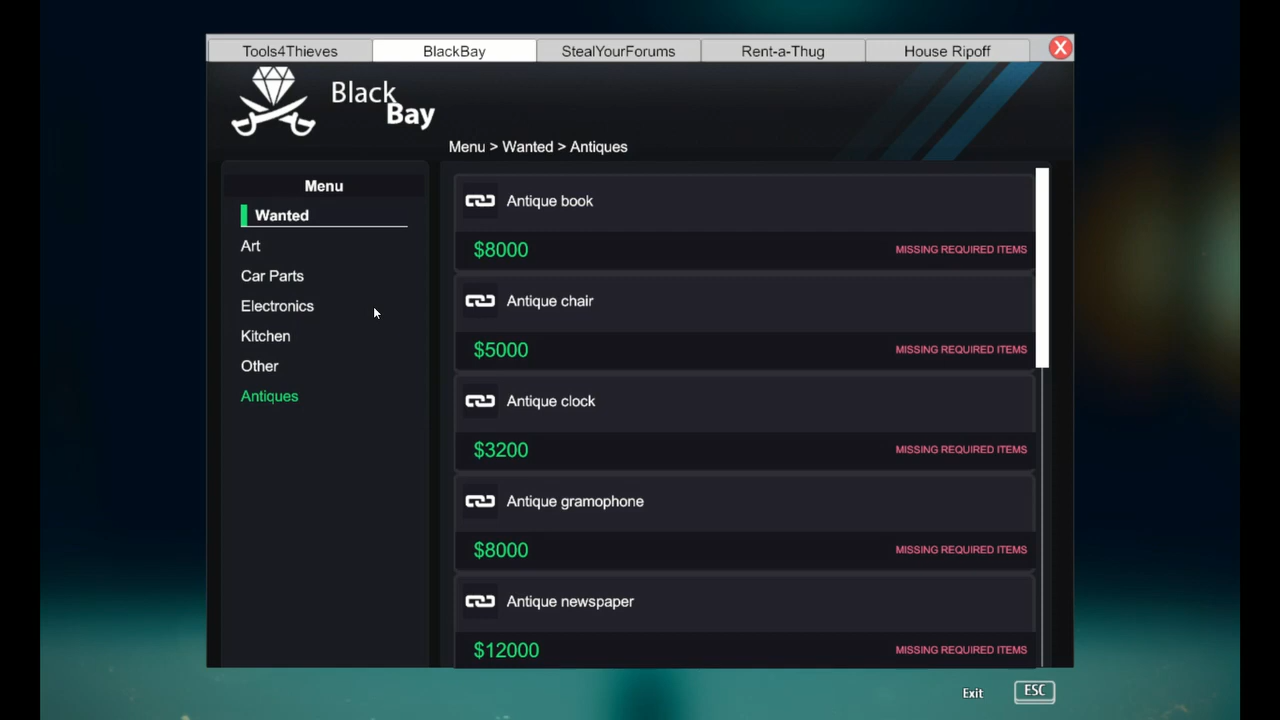 Tools4Thieves
BlackBay
StealYourForums
Rent-a-Thug
House Ripoff
X
Black
Bay
Menu > Wanted > Antiques
Menu
Wanted
Art
Car Parts
Electronics
Kitchen
Other
Antiques
Antique book
$8000 MISSING REQUIRED ITEMS
Antique chair
$5000 MISSING REQUIRED ITEMS
Antique clock
$3200 MISSING REQUIRED ITEMS
Antique gramophone
$8000 MISSING REQUIRED ITEMS
Antique newspaper
$12000 MISSING REQUIRED ITEMS
Exit ESC